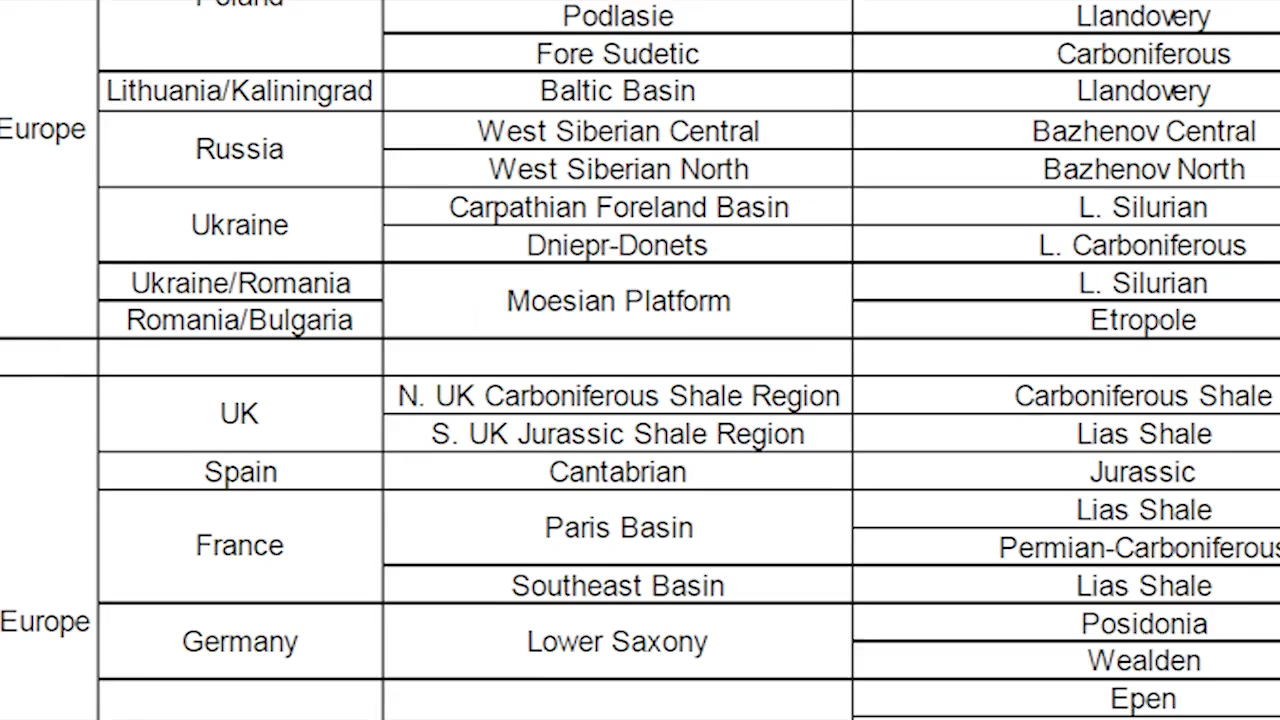 Poland
Podlasie
Llandovery
Fore Sudetic
Carboniferous
Lithuania/Kaliningrad
Baltic Basin
Llandovery
Europe
Russia
West Siberian Central
Bazhenov Central
West Siberian North
Bazhenov North
Ukraine
Carpathian Foreland Basin
L. Silurian
Dniepr-Donets
L. Carboniferous
Ukraine/Romania
Moesian Platform
L. Silurian
Romania/Bulgaria
Etropole
UK
N. UK Carboniferous Shale Region
Carboniferous Shale
S. UK Jurassic Shale Region
Lias Shale
Spain
Cantabrian
Jurassic
France
Paris Basin
Lias Shale
Permian-Carboniferous
Southeast Basin
Lias Shale
Europe
Germany
Lower Saxony
Posidonia
Wealden
Epen